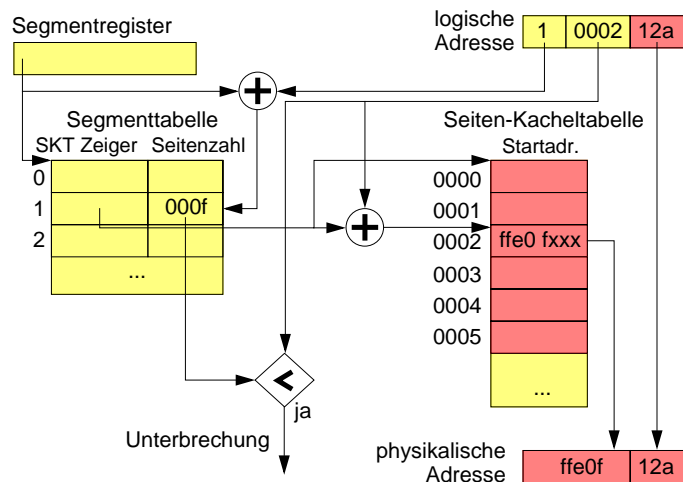 Segmentregister
logische
Adresse
1 0002 12a
+
Segmenttabelle
SKT Zeiger Seitenzahl
0
1 000f
2
...
+
Seiten-Kacheltabelle
Startadr.
0000
0001
0002 ffe0 fxxx
0003
0004
0005
...
<
ja
Unterbrechung
physikalische
Adresse
ffe0f 12a